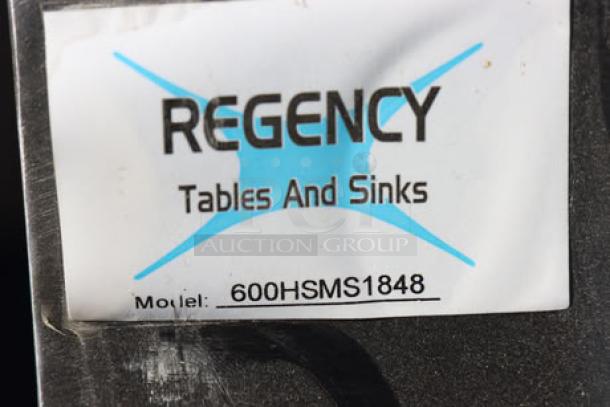 REGENCY
Tables And Sinks
AUCTION GROUP
Model: 600HSMS1848